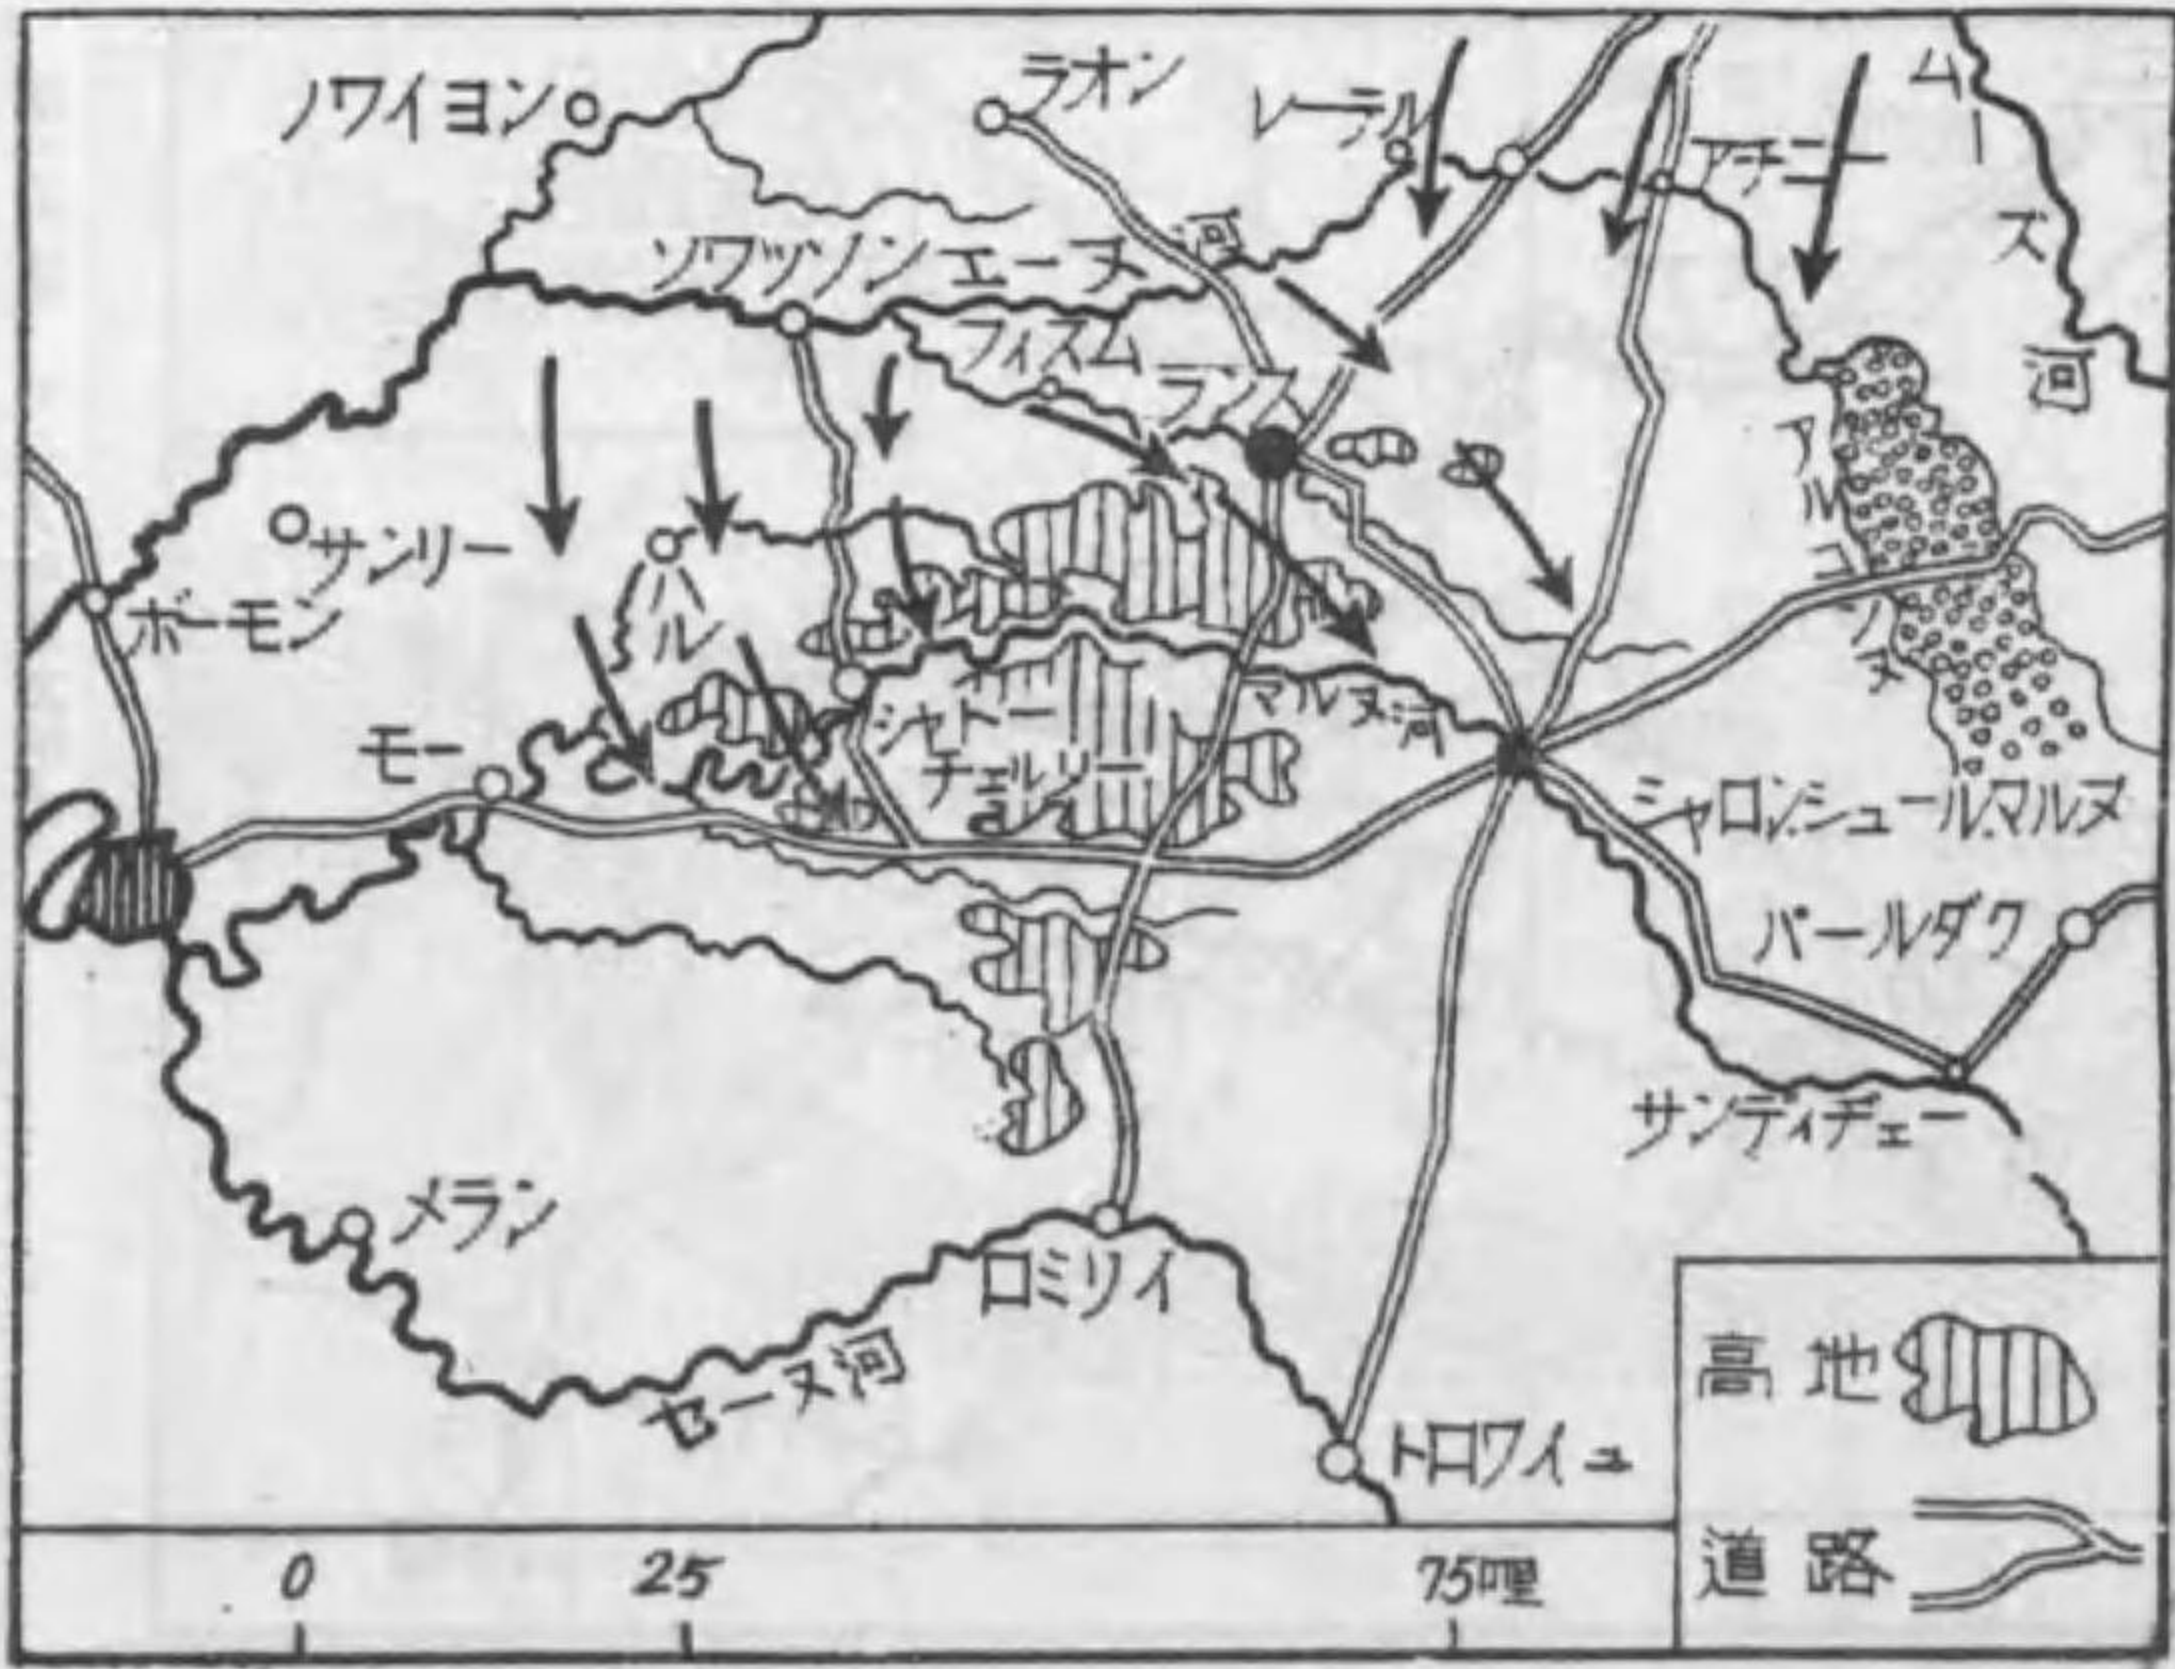 ノワイヨン
ラオン
レーテル
アチニー
ムーズ河
ソワッソン
エーヌ河
フィスム
ランス
サンリー
ボーモン
パル
アルゴンヌ
モー
シャトー
チェルリー
マルヌ河
シャロン.シュール.マルヌ
バールダク
サンディヂェー
メラン
ロミリイ
セーヌ河
トロワイュ
高地
道路
0 25 75哩